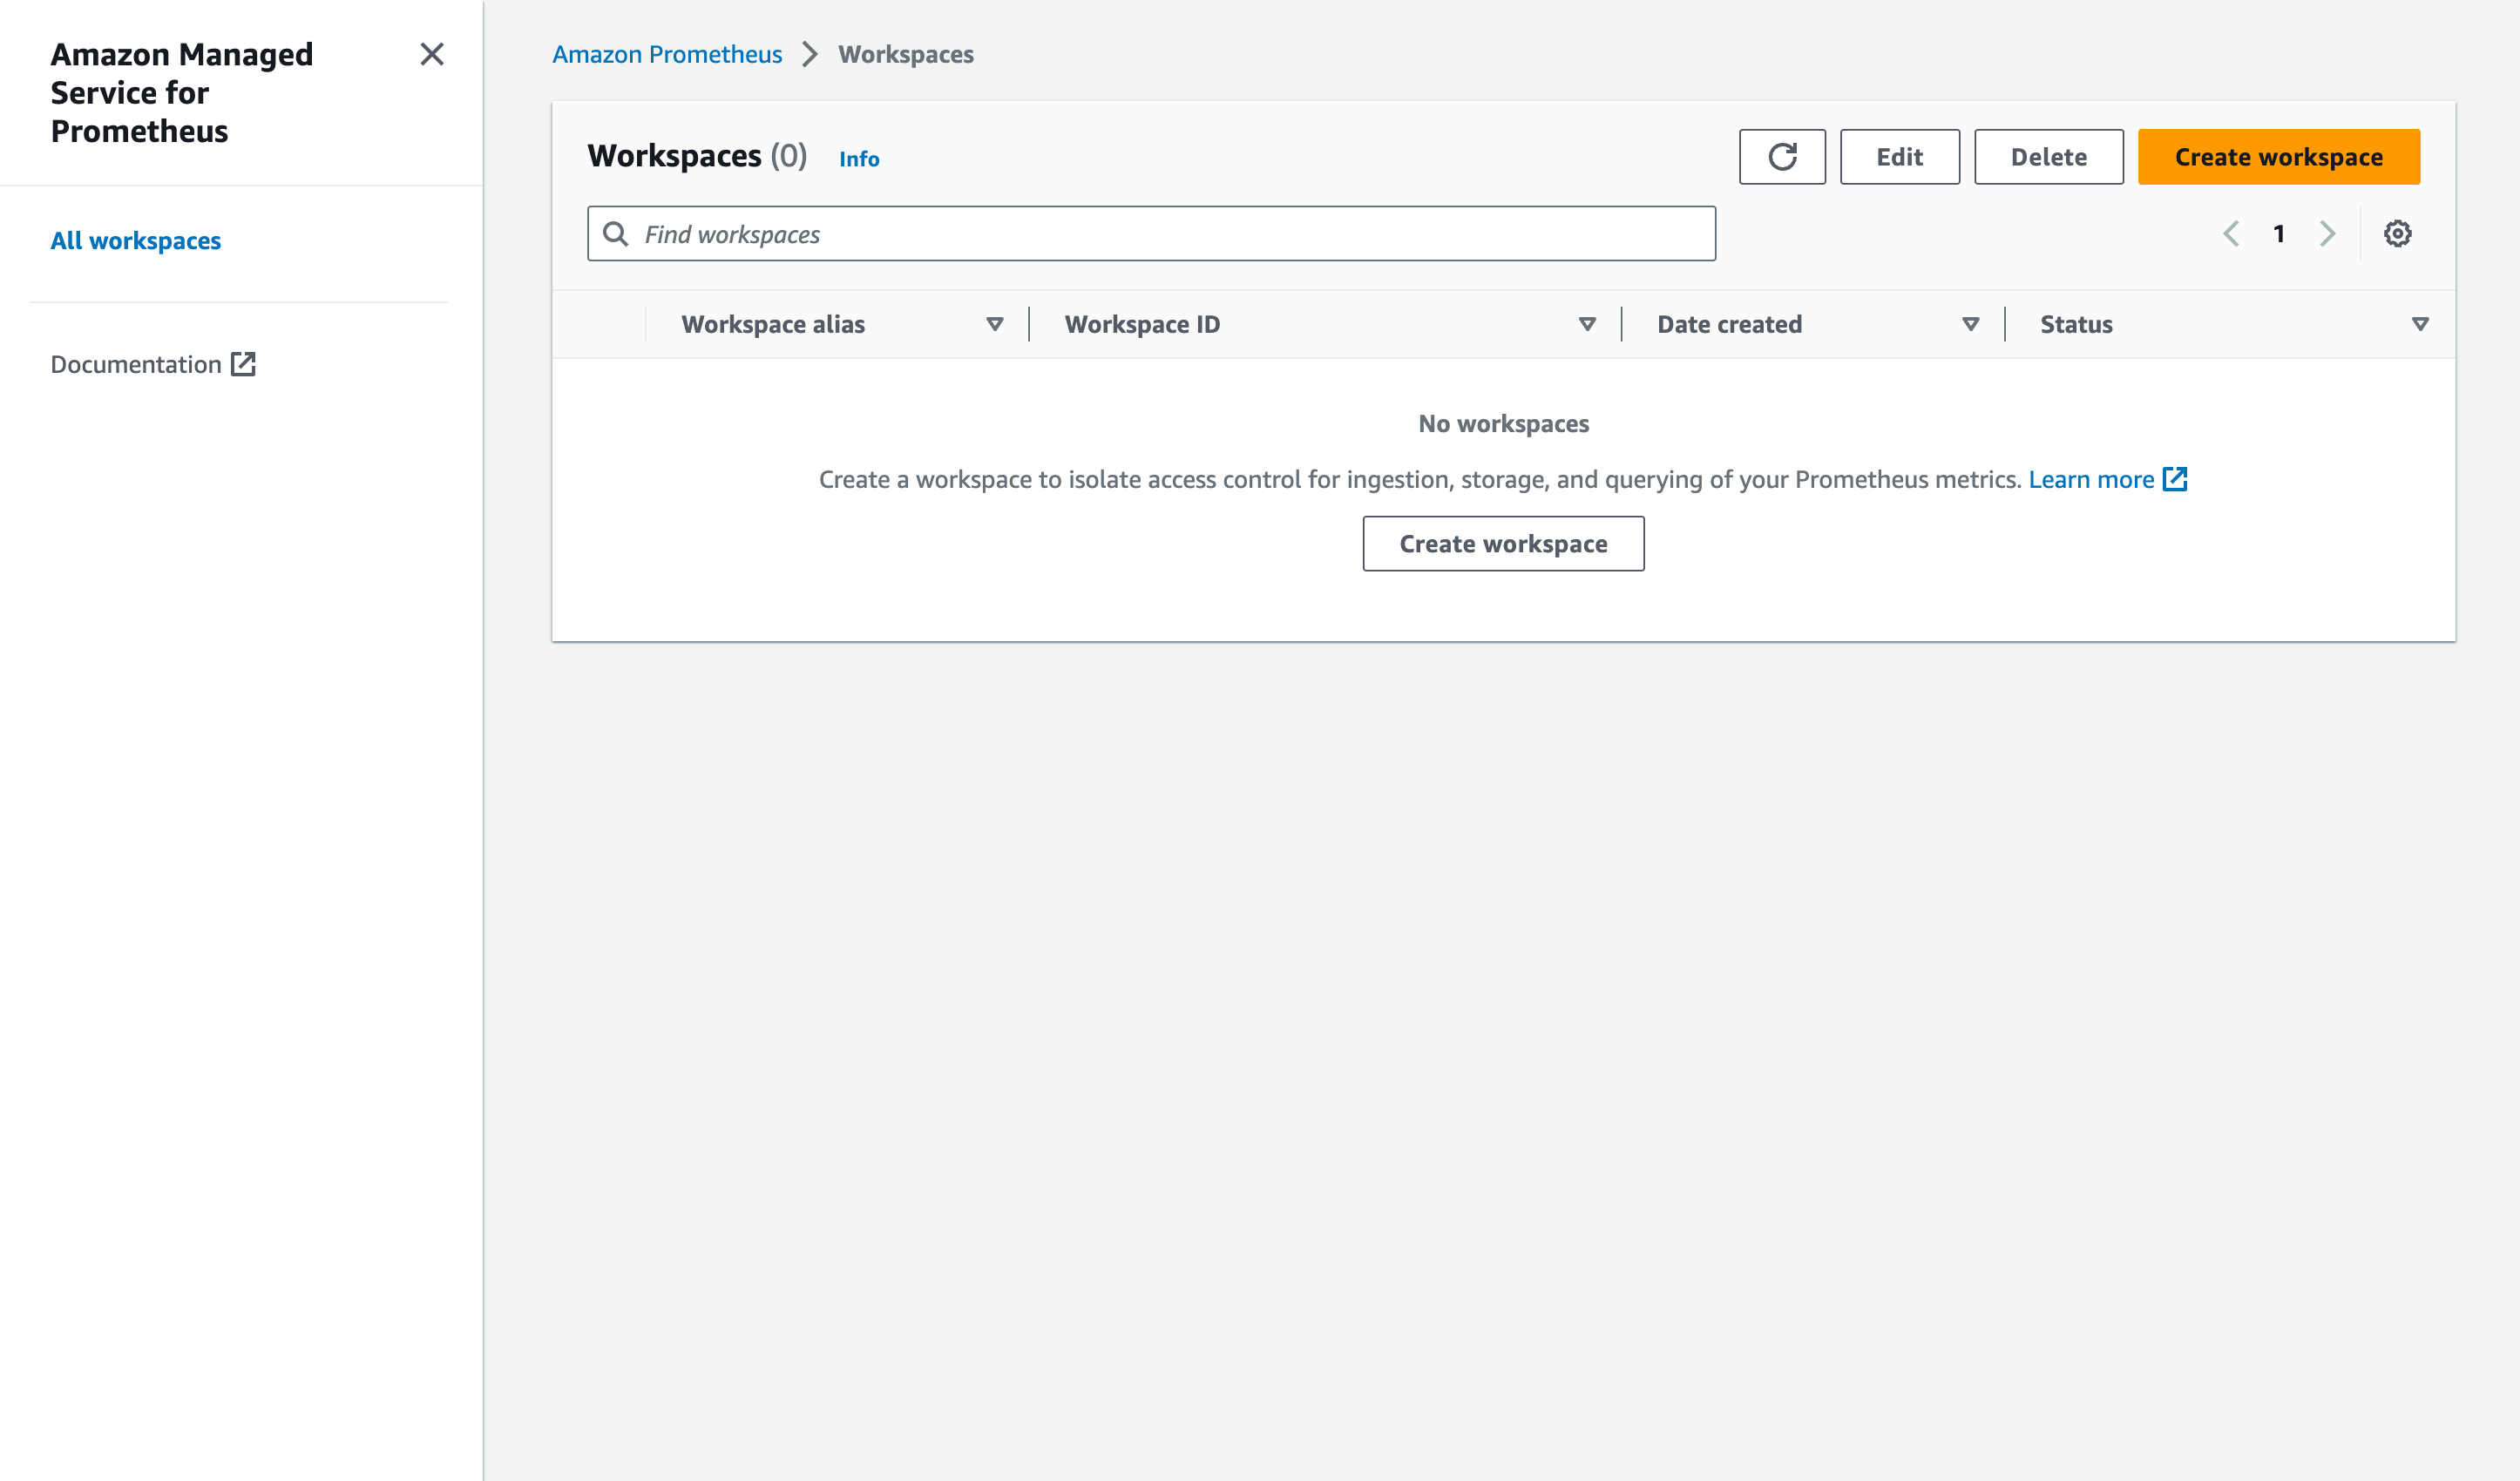 Amazon Managed
Service for
Prometheus
All workspaces
Documentation
Amazon Prometheus
Workspaces
Workspaces (0) Info
Edit
Delete
Create workspace
Find workspaces
1
Workspace alias
Workspace ID
Date created
Status
No workspaces
Create a workspace to isolate access control for ingestion, storage, and querying of your Prometheus metrics. Learn more
Create workspace